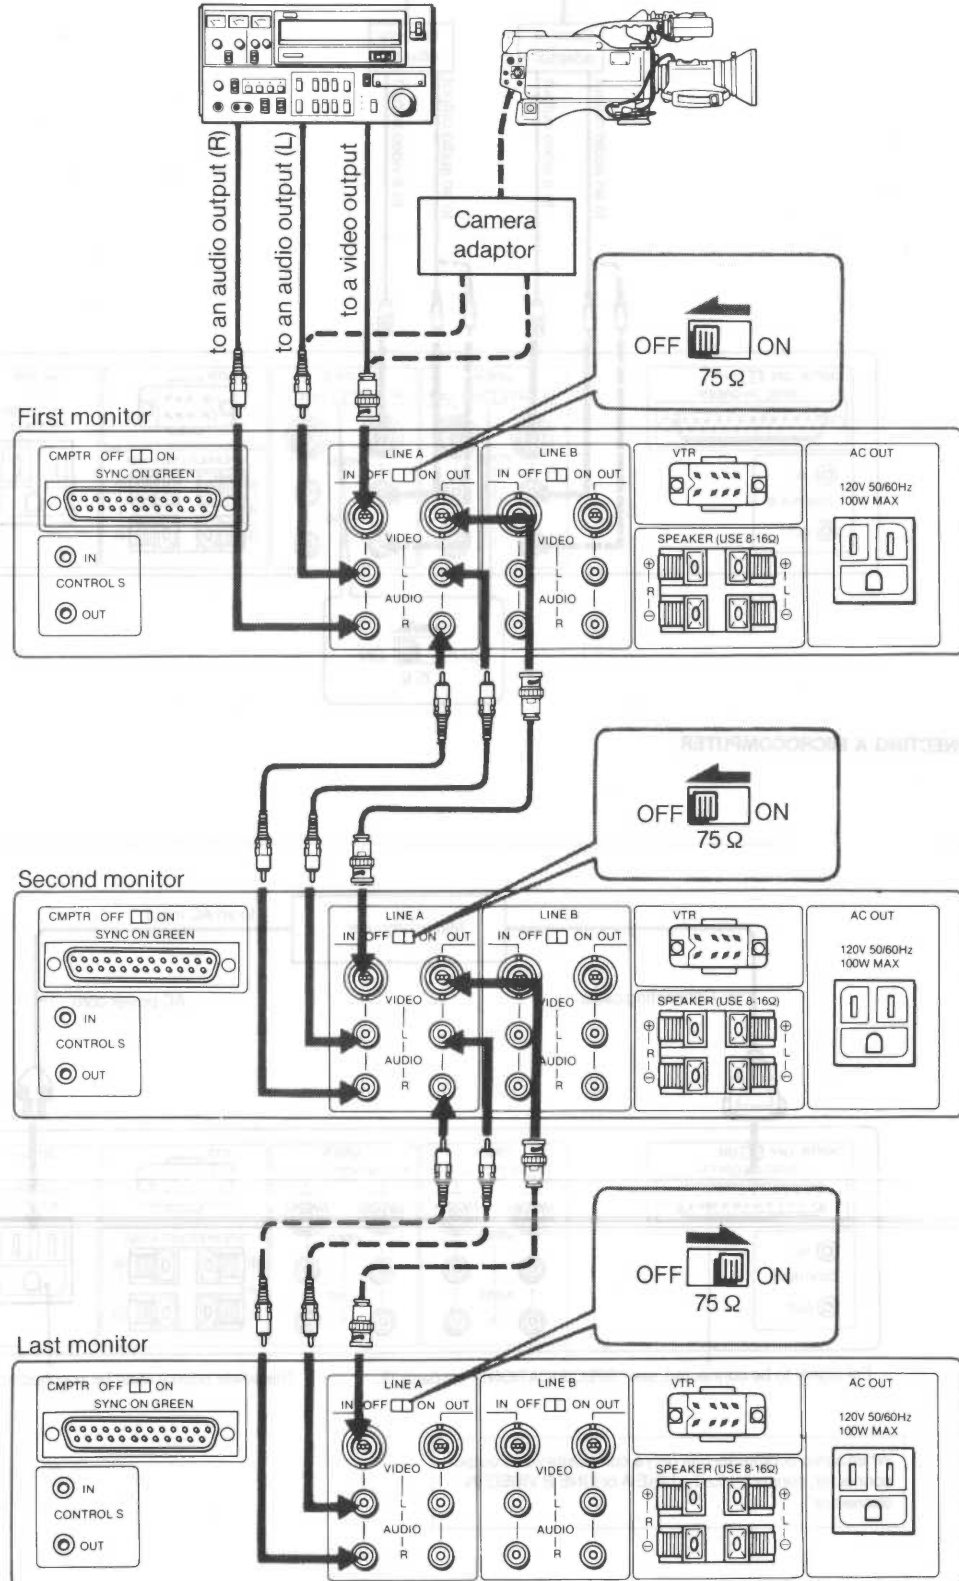 to an audio output (R)
to an audio output (L)
to a video output
Camera
adaptor
OFF ON
75 Ω
First monitor
CMPTR OFF ON
SYNC ON GREEN
IN
CONTROL S
OUT
LINE A
IN OFF ON OUT
VIDEO
L
AUDIO
R
LINE B
IN OFF ON OUT
VIDEO
L
AUDIO
R
VTR
SPEAKER (USE 8-16Ω)
⊕ ⊕
R L
⊖ ⊖
AC OUT
120V 50/60Hz
100W MAX
NECTING A MICROCOMPUTER
OFF ON
75 Ω
Second monitor
CMPTR OFF ON
SYNC ON GREEN
IN
CONTROL S
OUT
LINE A
IN OFF ON OUT
VIDEO
L
AUDIO
R
LINE B
IN OFF ON OUT
VIDEO
L
AUDIO
R
VTR
SPEAKER (USE 8-16Ω)
⊕ ⊕
R L
⊖ ⊖
AC OUT
120V 50/60Hz
100W MAX
OFF ON
75 Ω
Last monitor
CMPTR OFF ON
SYNC ON GREEN
IN
CONTROL S
OUT
LINE A
IN OFF ON OUT
VIDEO
L
AUDIO
R
LINE B
IN OFF ON OUT
VIDEO
L
AUDIO
R
VTR
SPEAKER (USE 8-16Ω)
⊕ ⊕
R L
⊖ ⊖
AC OUT
120V 50/60Hz
100W MAX